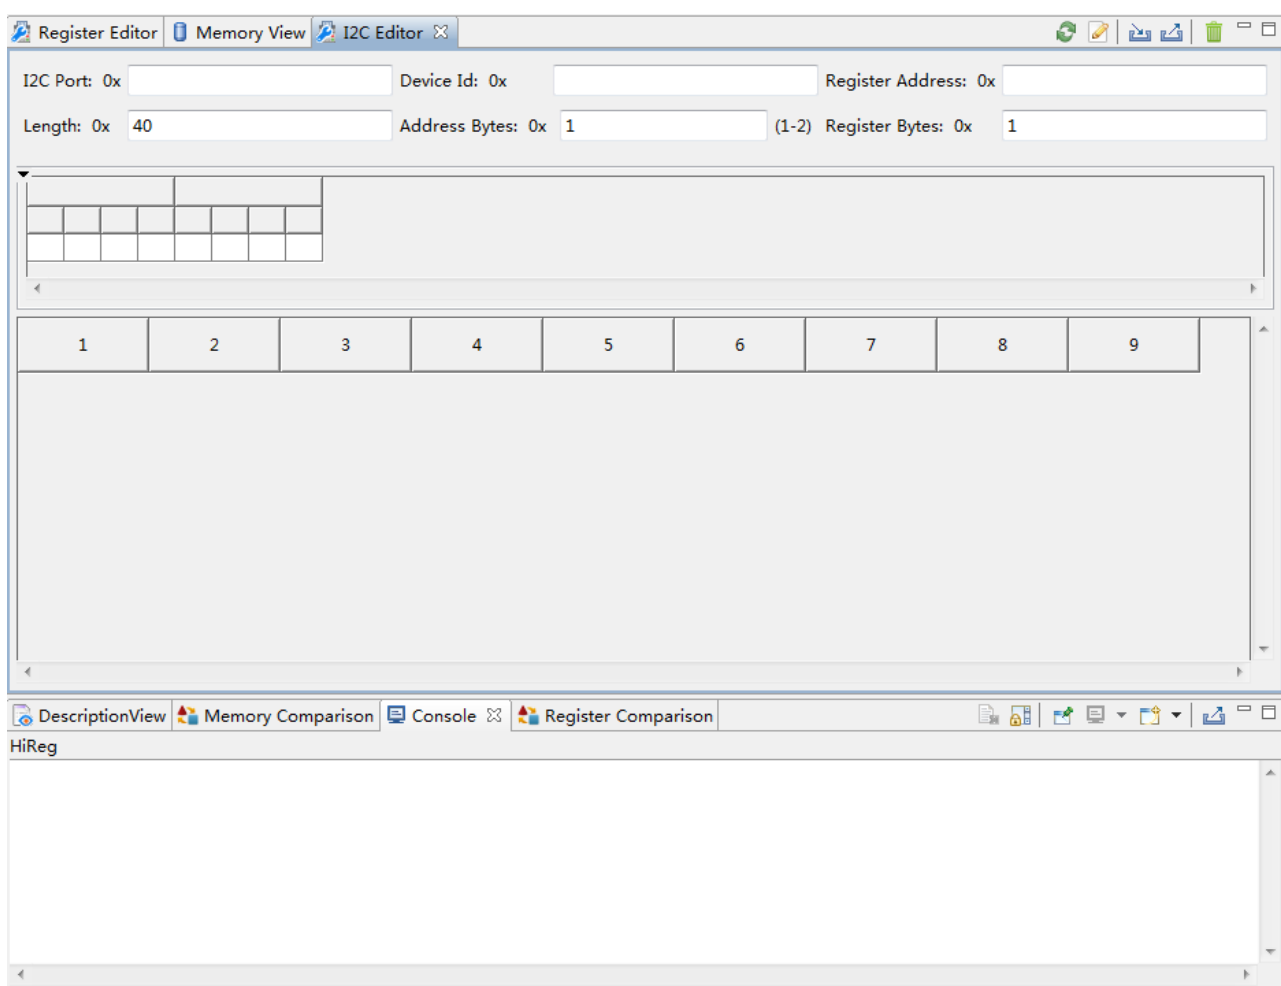 Register Editor Memory View I2C Editor
I2C Port: 0x Device Id: 0x Register Address: 0x
Length: 0x 40 Address Bytes: 0x 1 (1-2) Register Bytes: 0x 1
1 2 3 4 5 6 7 8 9
DescriptionView Memory Comparison Console Register Comparison
HiReg